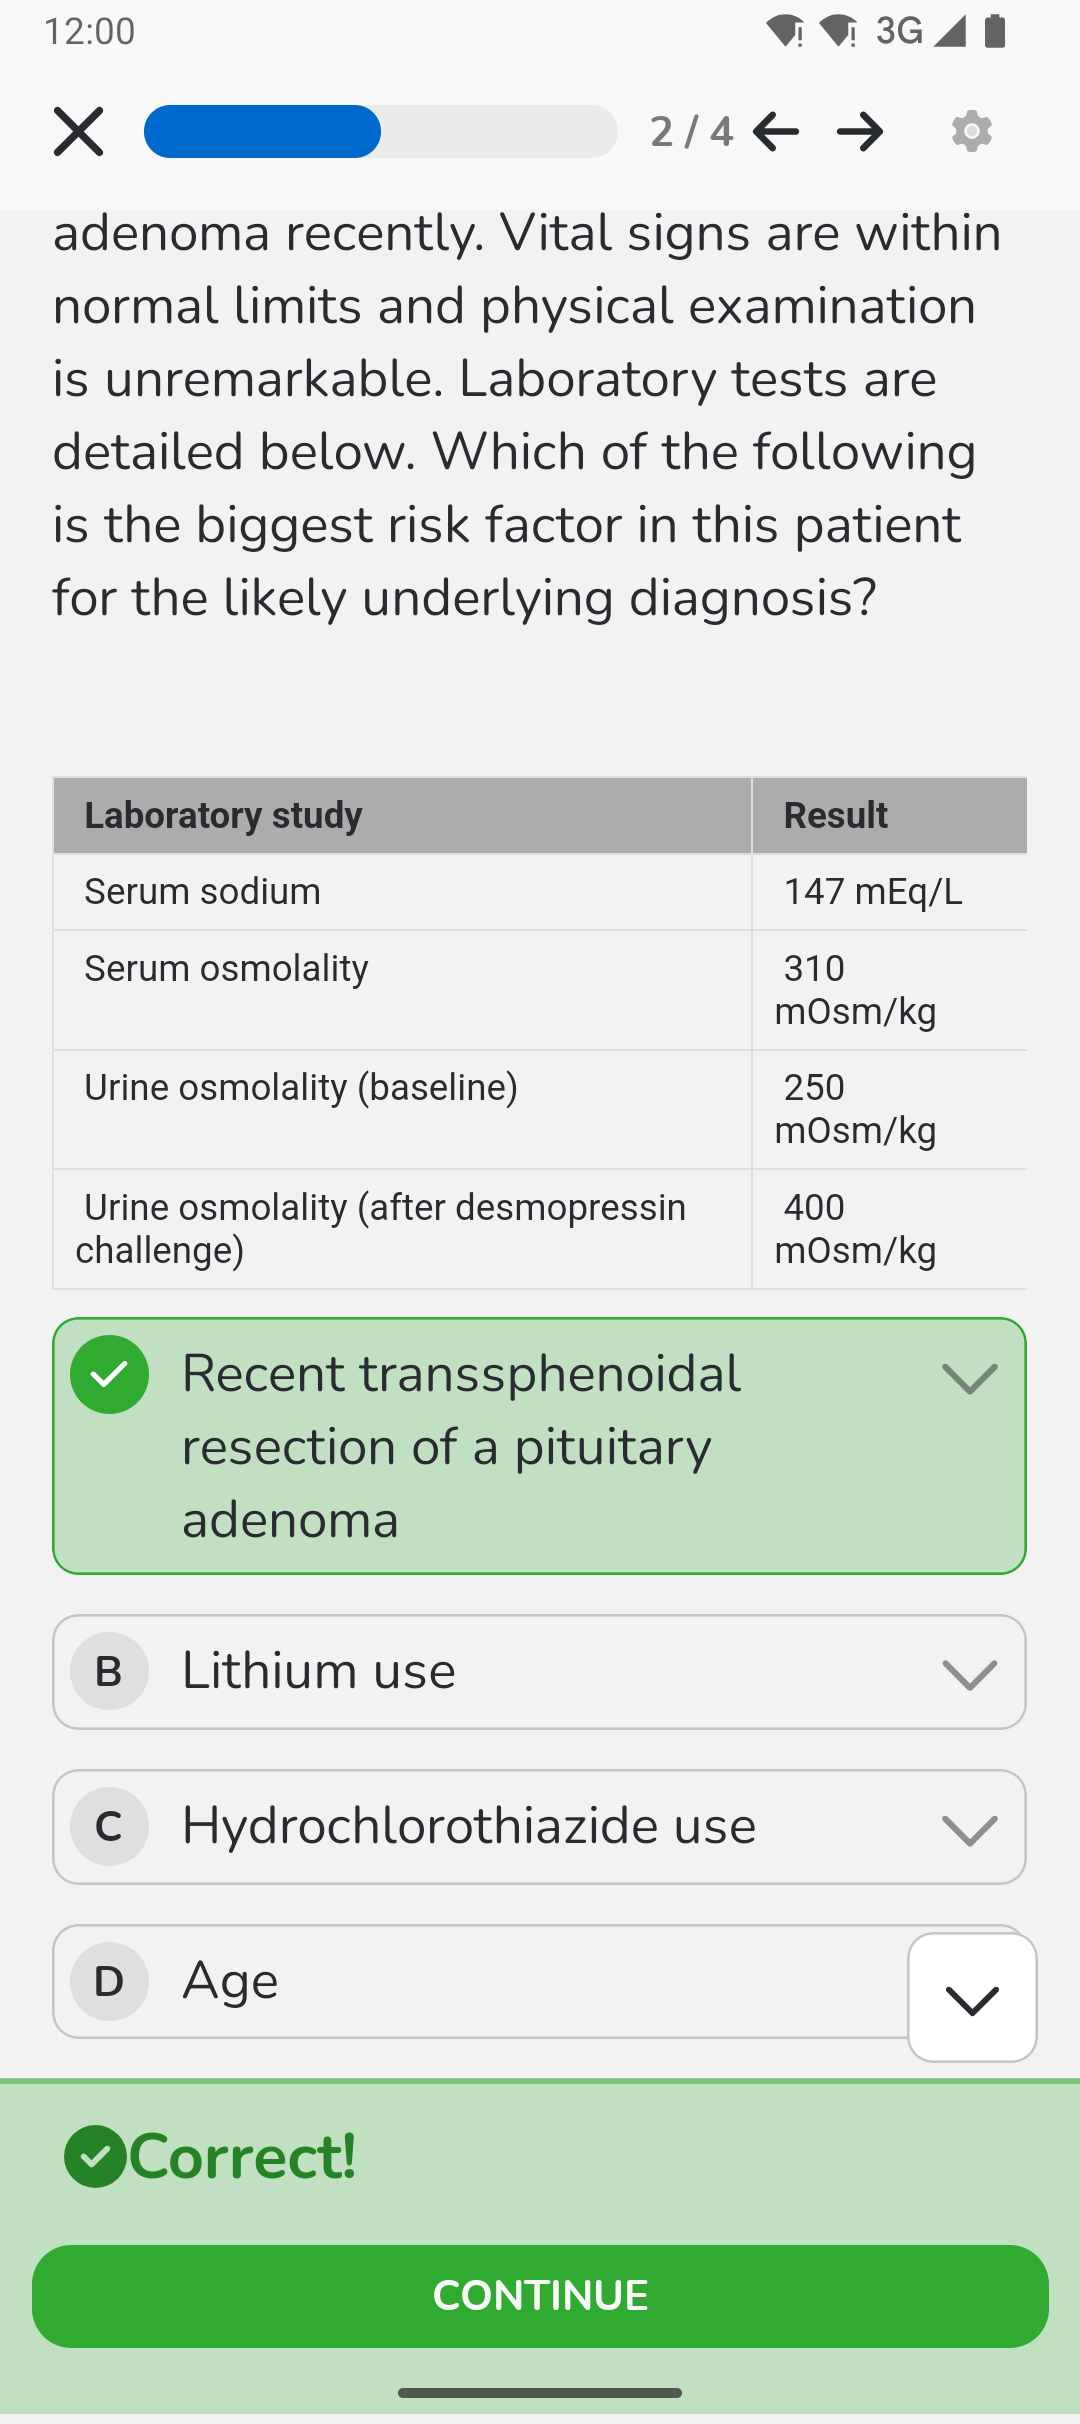 12:00
3G
2 / 4
adenoma recently. Vital signs are within
normal limits and physical examination
is unremarkable. Laboratory tests are
detailed below. Which of the following
is the biggest risk factor in this patient
for the likely underlying diagnosis?
Laboratory study Result
Serum sodium 147 mEq/L
Serum osmolality 310
mOsm/kg
Urine osmolality (baseline) 250
mOsm/kg
Urine osmolality (after desmopressin 400
challenge) mOsm/kg
Recent transsphenoidal
resection of a pituitary
adenoma
B Lithium use
C Hydrochlorothiazide use
D Age
Correct!
CONTINUE